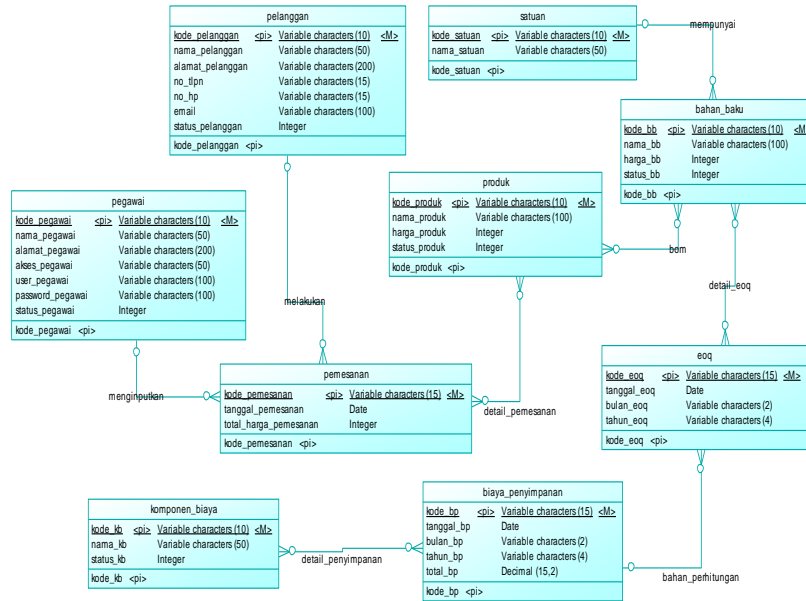 pelanggan
kode_pelanggan <pi> Variable characters (10) <M>
nama_pelanggan Variable characters (50)
alamat_pelanggan Variable characters (200)
no_tlpn Variable characters (15)
no_hp Variable characters (15)
email Variable characters (100)
status_pelanggan Integer
kode_pelanggan <pi>
satuan
kode_satuan <pi> Variable characters (10) <M>
nama_satuan Variable characters (50)
kode_satuan <pi>
mempunyai
bahan_baku
kode_bb <pi> Variable characters (10) <M
nama_bb Variable characters (100)
harga_bb Integer
status_bb Integer
kode_bb <pi>
pegawai
kode_pegawai <pi> Variable characters (10) <M>
nama_pegawai Variable characters (50)
alamat_pegawai Variable characters (200)
akses_pegawai Variable characters (50)
user_pegawai Variable characters (100)
password_pegawai Variable characters (100)
status_pegawai Integer
kode_pegawai <pi>
produk
kode_produk <pi> Variable characters (10) <M>
nama_produk Variable characters (100)
harga_produk Integer
status_produk Integer
kode_produk <pi>
bom
detail_eoq
melakukan
menginputkan
pemesanan
kode_pemesanan <pi> Variable characters (15) <M>
tanggal_pemesanan Date
total_harga_pemesanan Integer
kode_pemesanan <pi>
detail_pemesanan
eoq
kode_eoq <pi> Variable characters (15) <M>
tanggal_eoq Date
bulan_eoq Variable characters (2)
tahun_eoq Variable characters (4)
kode_eoq <pi>
komponen_biaya
kode_kb <pi> Variable characters (10) <M>
nama_kb Variable characters (50)
status_kb Integer
kode_kb <pi>
detail_penyimpanan
biaya_penyimpanan
kode_bp <pi> Variable characters (15) <M>
tanggal_bp Date
bulan_bp Variable characters (2)
tahun_bp Variable characters (4)
total_bp Decimal (15,2)
kode_bp <pi>
bahan_perhitungan